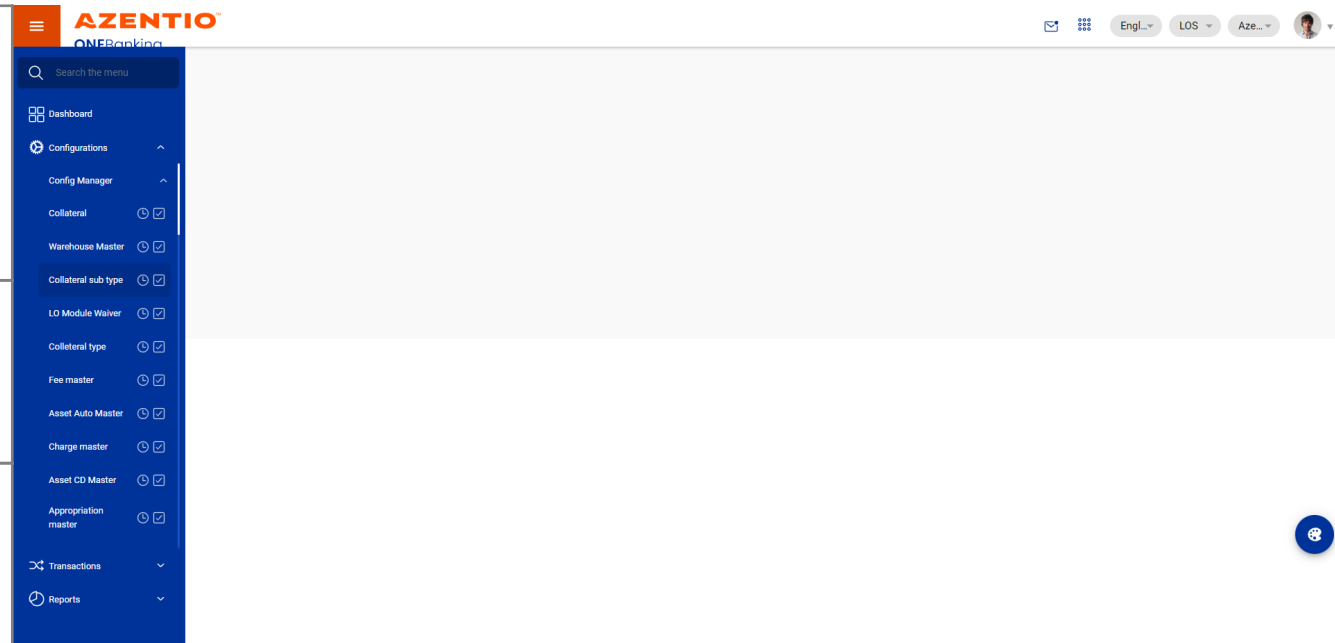 AZENTIO™
ONEBanking
Engl...
LOS
Aze...
Search the menu
Dashboard
Configurations
Config Manager
Collateral
Warehouse Master
Collateral sub type
LO Module Waiver
Colleteral type
Fee master
Asset Auto Master
Charge master
Asset CD Master
Appropriation
master
Transactions
Reports